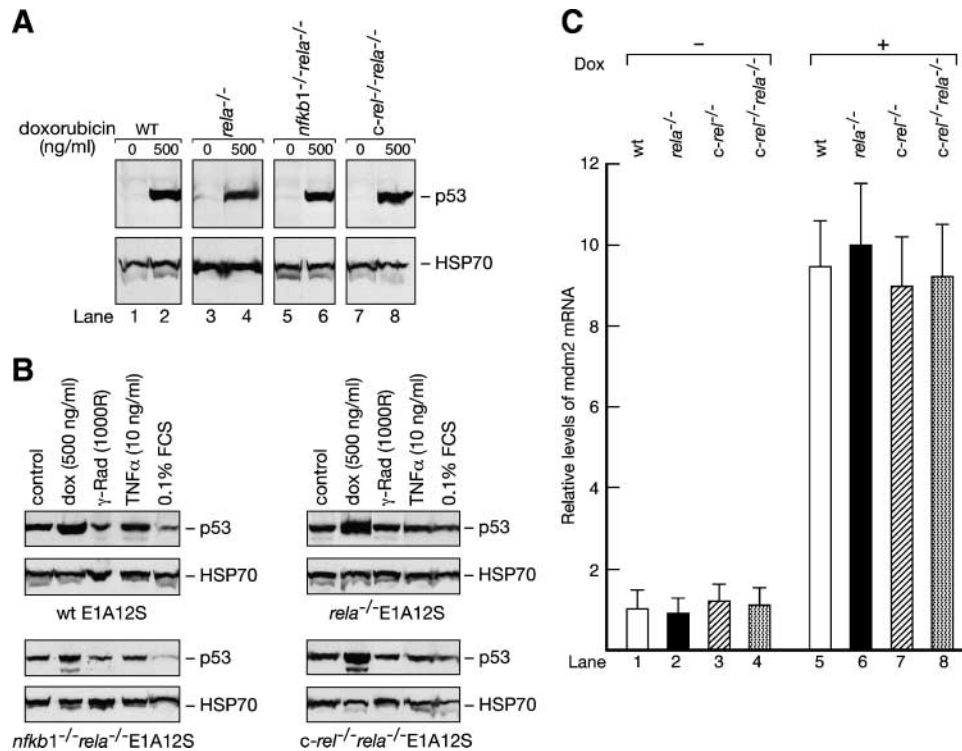 A
doxorubicin
(ng/ml)
WT
rela-/-
nfkb1-/-rela-/-
c-rel-/-rela-/-
0 500 0 500 0 500 0 500
– p53
– HSP70
Lane 1 2 3 4 5 6 7 8
B
control
dox (500 ng/ml)
γ-Rad (1000R)
TNFα (10 ng/ml)
0.1% FCS
– p53
– HSP70
wt E1A12S
control
dox (500 ng/ml)
γ-Rad (1000R)
TNFα (10 ng/ml)
0.1% FCS
– p53
– HSP70
rela-/-E1A12S
– p53
– HSP70
nfkb1-/-rela-/-E1A12S
– p53
– HSP70
c-rel-/-rela-/-E1A12S
C
Dox – +
wt
rela-/-
c-rel-/-
c-rel-/-rela-/-
wt
rela-/-
c-rel-/-
c-rel-/-rela-/-
Relative levels of mdm2 mRNA
12
10
8
6
4
2
Lane 1 2 3 4 5 6 7 8